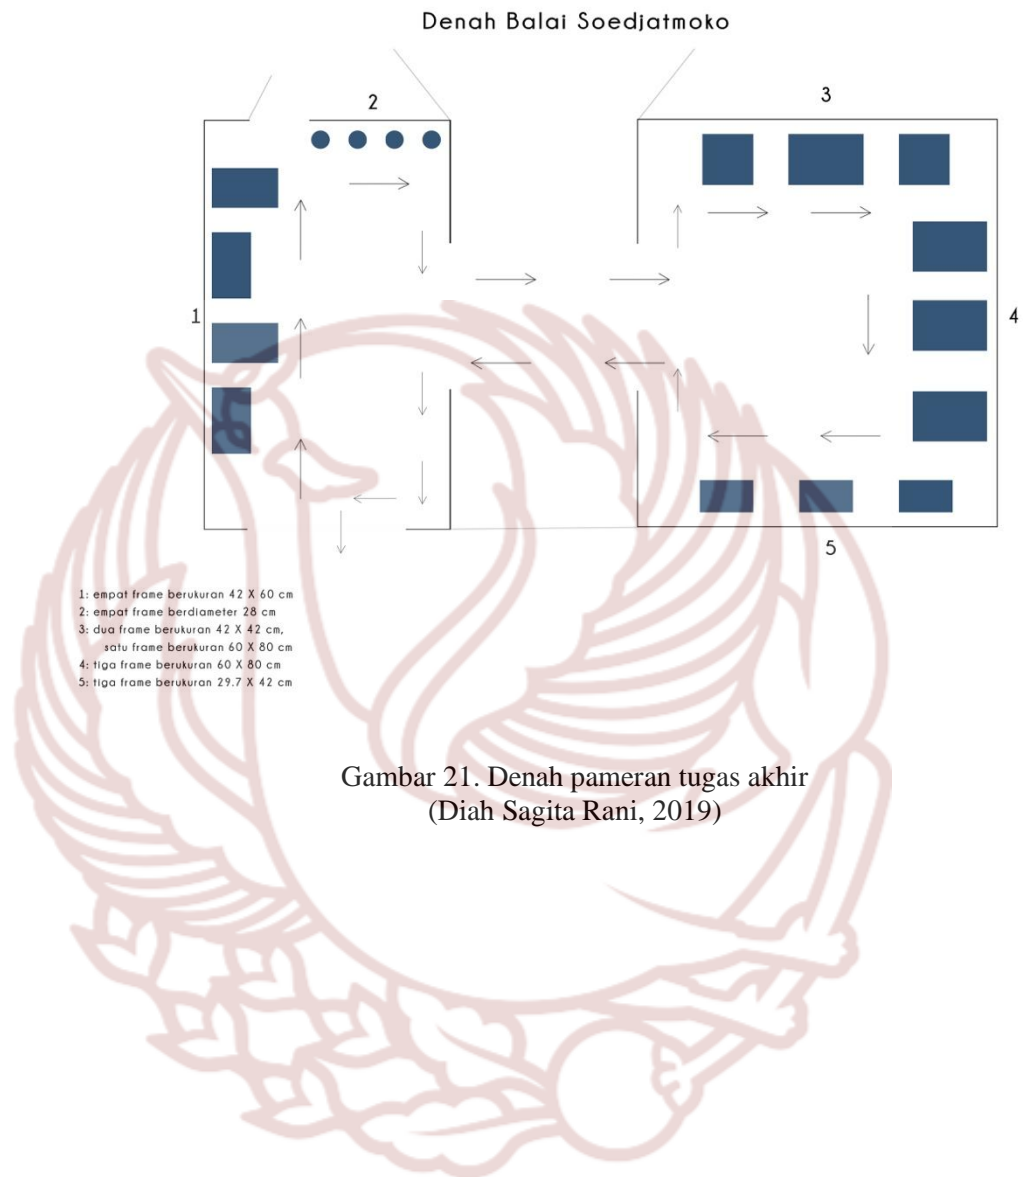 Denah Balai Soedjatmoko
2
3
1
4
5
1: empat frame berukuran 42 X 60 cm
2: empat frame berdiameter 28 cm
3: dua frame berukuran 42 X 42 cm,
satu frame berukuran 60 X 80 cm
4: tiga frame berukuran 60 X 80 cm
5: tiga frame berukuran 29.7 X 42 cm
Gambar 21. Denah pameran tugas akhir
(Diah Sagita Rani, 2019)